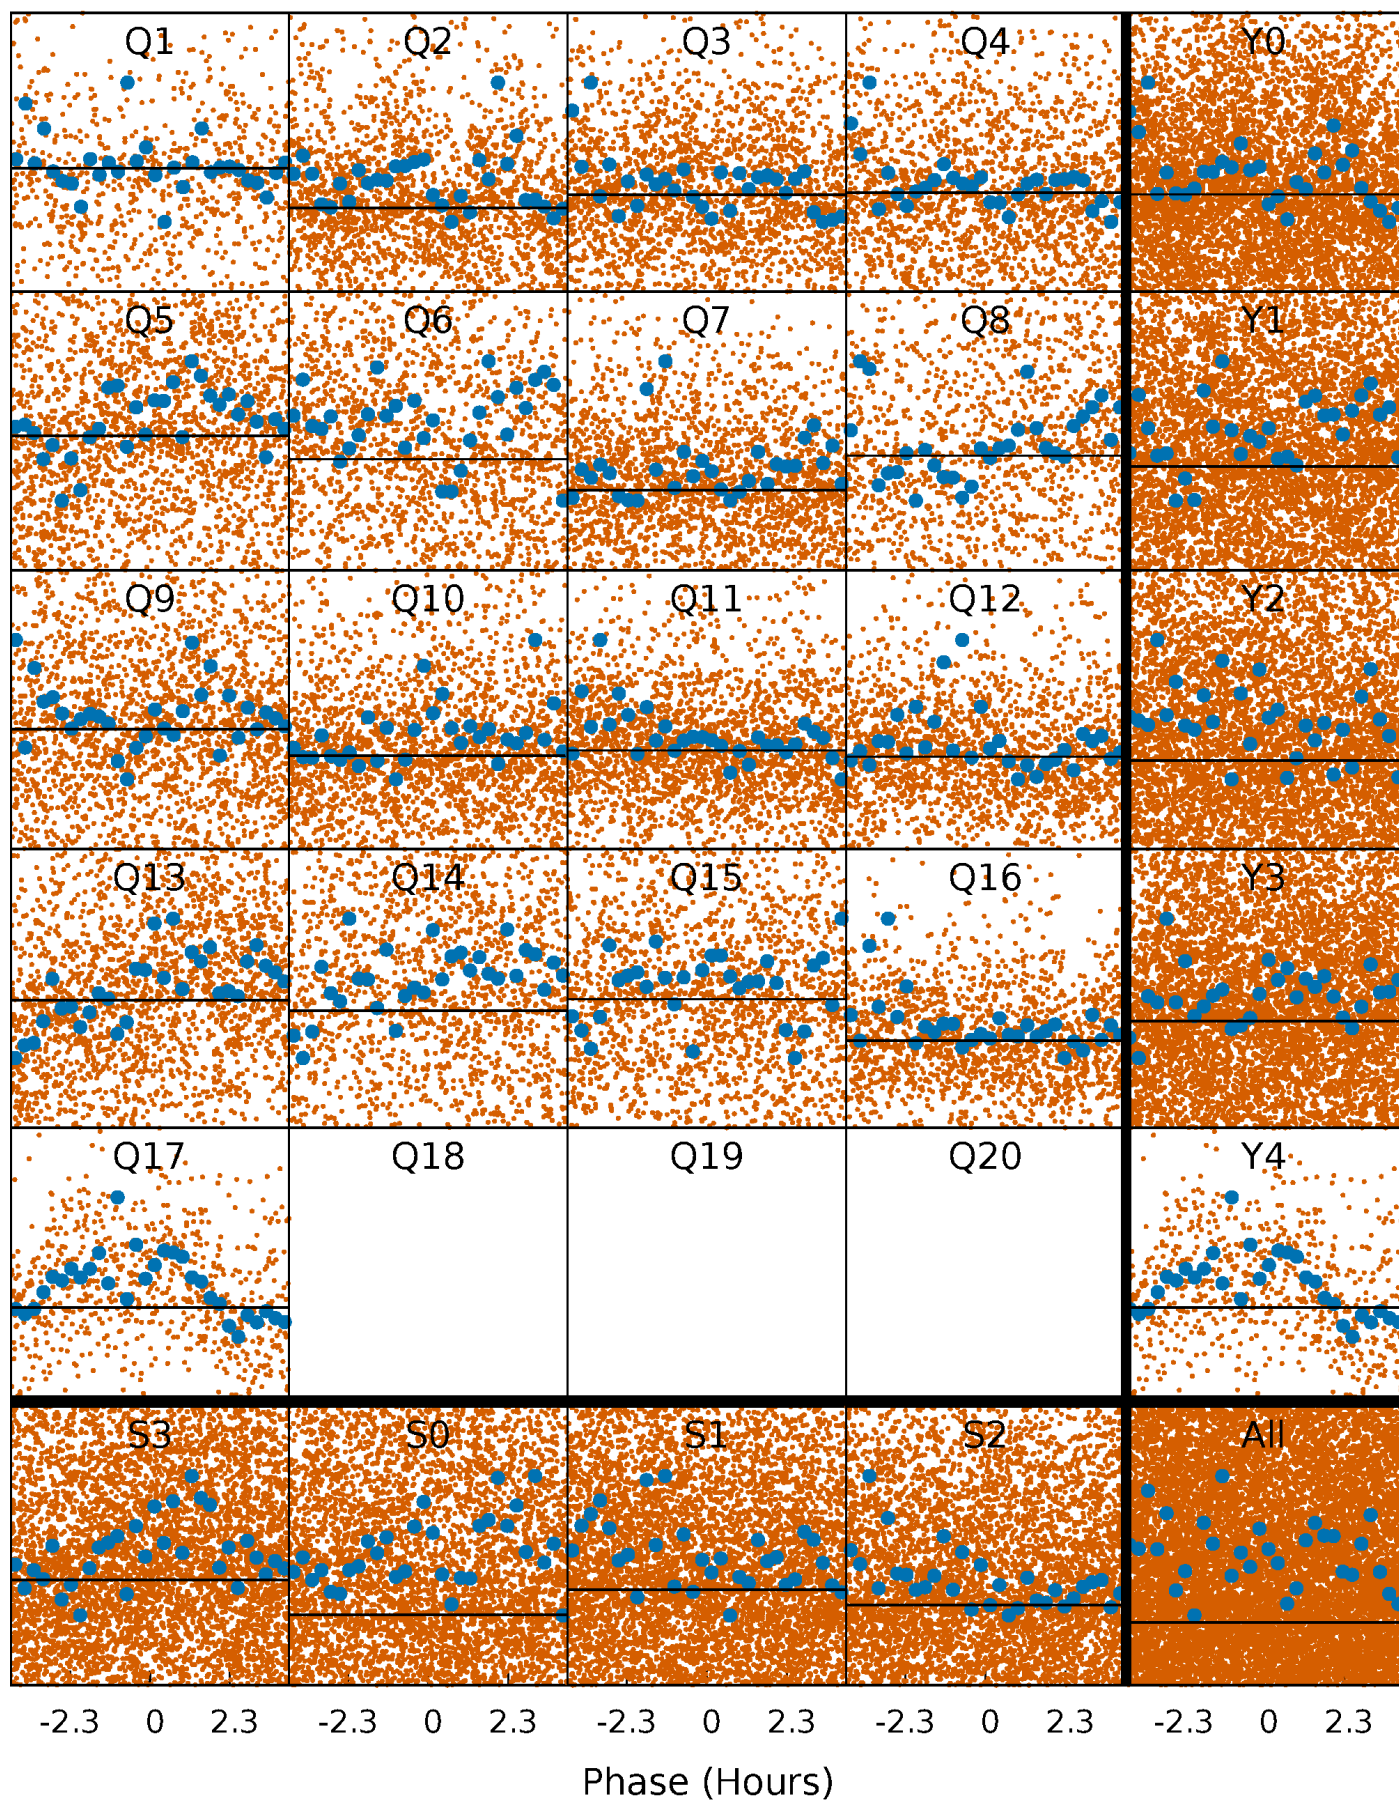 Q1 Q2 Q3 Q4 Y0
Q5 Q6 Q7 Q8 Y1
Q9 Q10 Q11 Q12 Y2
Q13 Q14 Q15 Q16 Y3
Q17 Q18 Q19 Q20 Y4
S3 S0 S1 S2 All
-2.3 0 2.3 -2.3 0 2.3 -2.3 0 2.3 -2.3 0 2.3 -2.3 0 2.3
Phase (Hours)